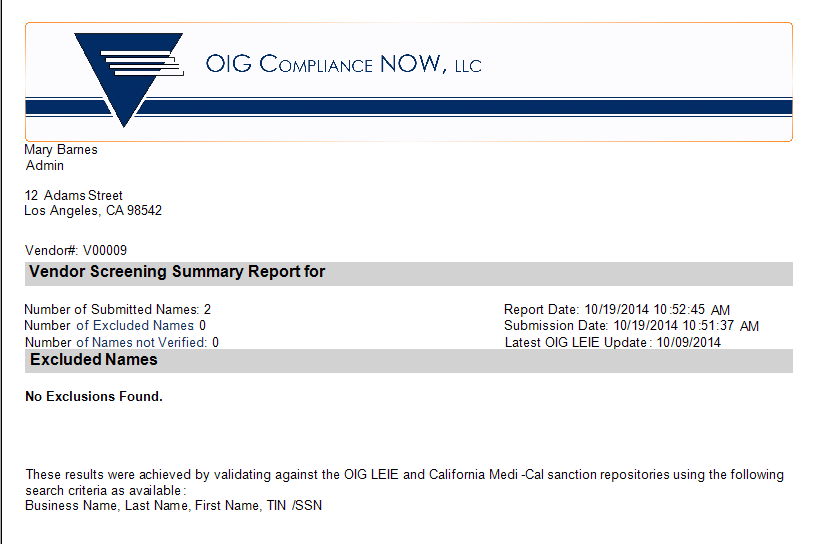 OIG COMPLIANCE NOW, LLC
Mary Barnes
Admin
12 Adams Street
Los Angeles, CA 98542
Vendor#: V00009
Vendor Screening Summary Report for
Number of Submitted Names: 2
Report Date: 10/19/2014 10:52:45 AM
Number of Excluded Names 0
Submission Date: 10/19/2014 10:51:37 AM
Number of Names not Verified: 0
Latest OIG LEIE Update: 10/09/2014
Excluded Names
No Exclusions Found.
These results were achieved by validating against the OIG LEIE and California Medi-Cal sanction repositories using the following
search criteria as available:
Business Name, Last Name, First Name, TIN /SSN